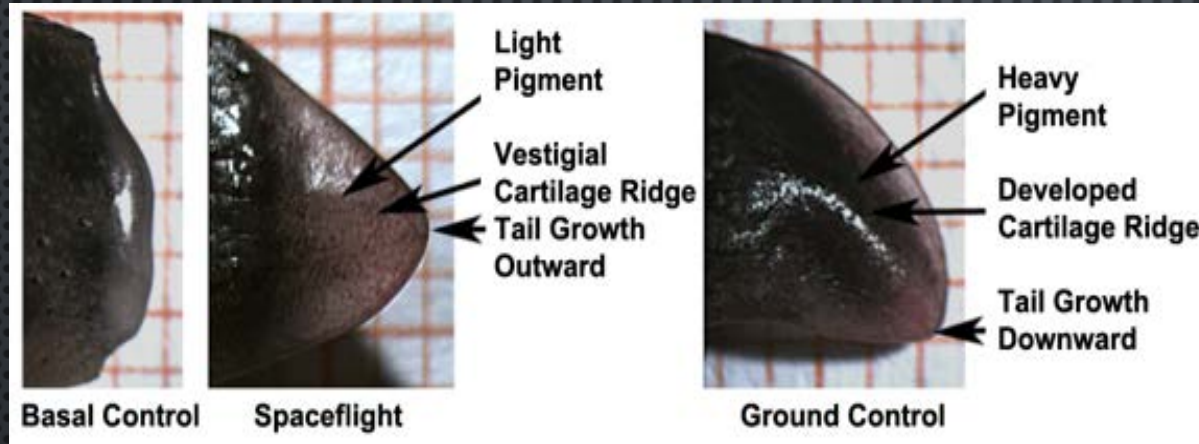 Light
Pigment
Vestigial
Cartilage Ridge
Tail Growth
Outward
Heavy
Pigment
Developed
Cartilage Ridge
Tail Growth
Downward
Basal Control
Spaceflight
Ground Control